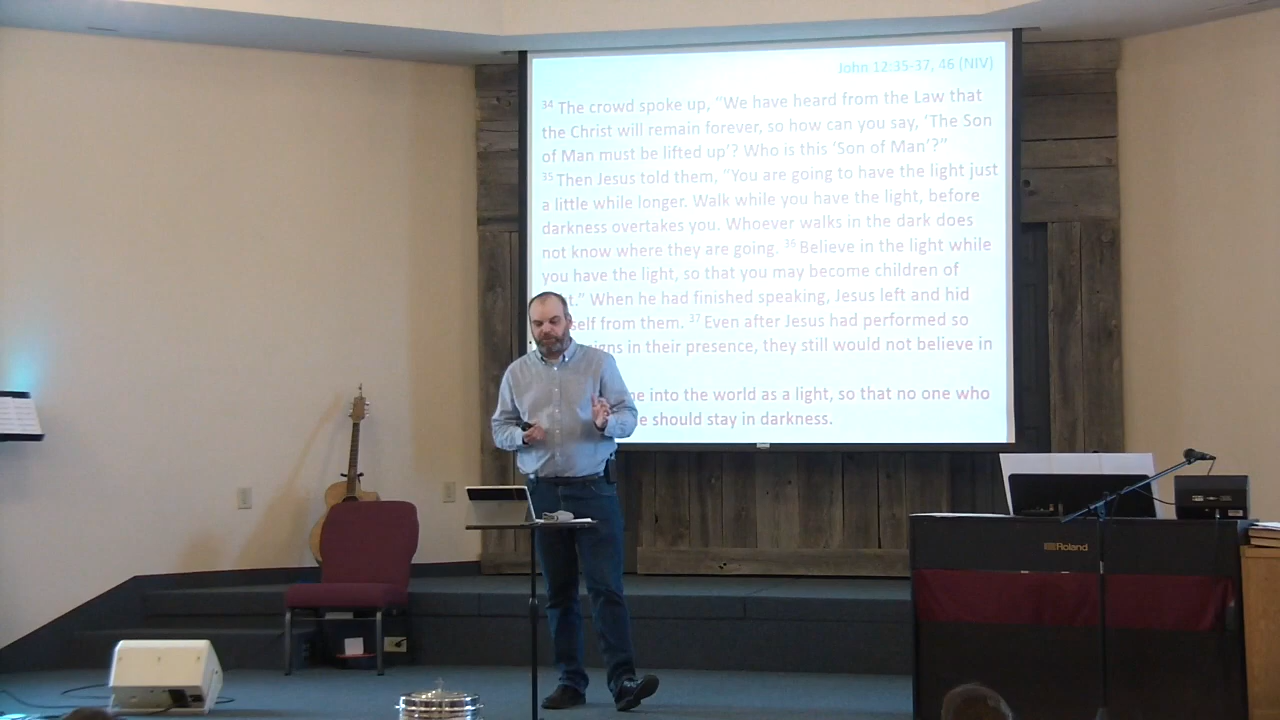 John 12:35-37, 46 (NIV)
34 The crowd spoke up, “We have heard from the Law that
the Christ will remain forever, so how can you say, ‘The Son
of Man must be lifted up’? Who is this ‘Son of Man’?”
35 Then Jesus told them, “You are going to have the light just
a little while longer. Walk while you have the light, before
darkness overtakes you. Whoever walks in the dark does
not know where they are going. 36 Believe in the light while
you have the light, so that you may become children of
When he had finished speaking, Jesus left and hid
self from them. 37 Even after Jesus had performed so
signs in their presence, they still would not believe in
into the world as a light, so that no one who
should stay in darkness.
Roland